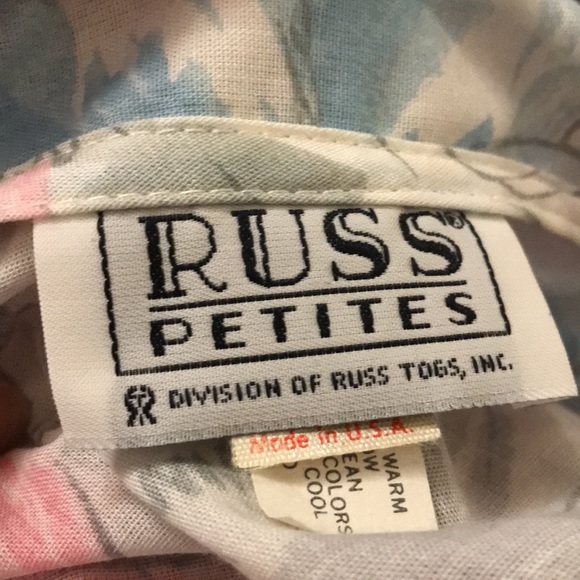 RUSS®
PETITES
DIVISION OF RUSS TOGS, INC.
Made in U.S.A.
WARM
COLORS
COOL